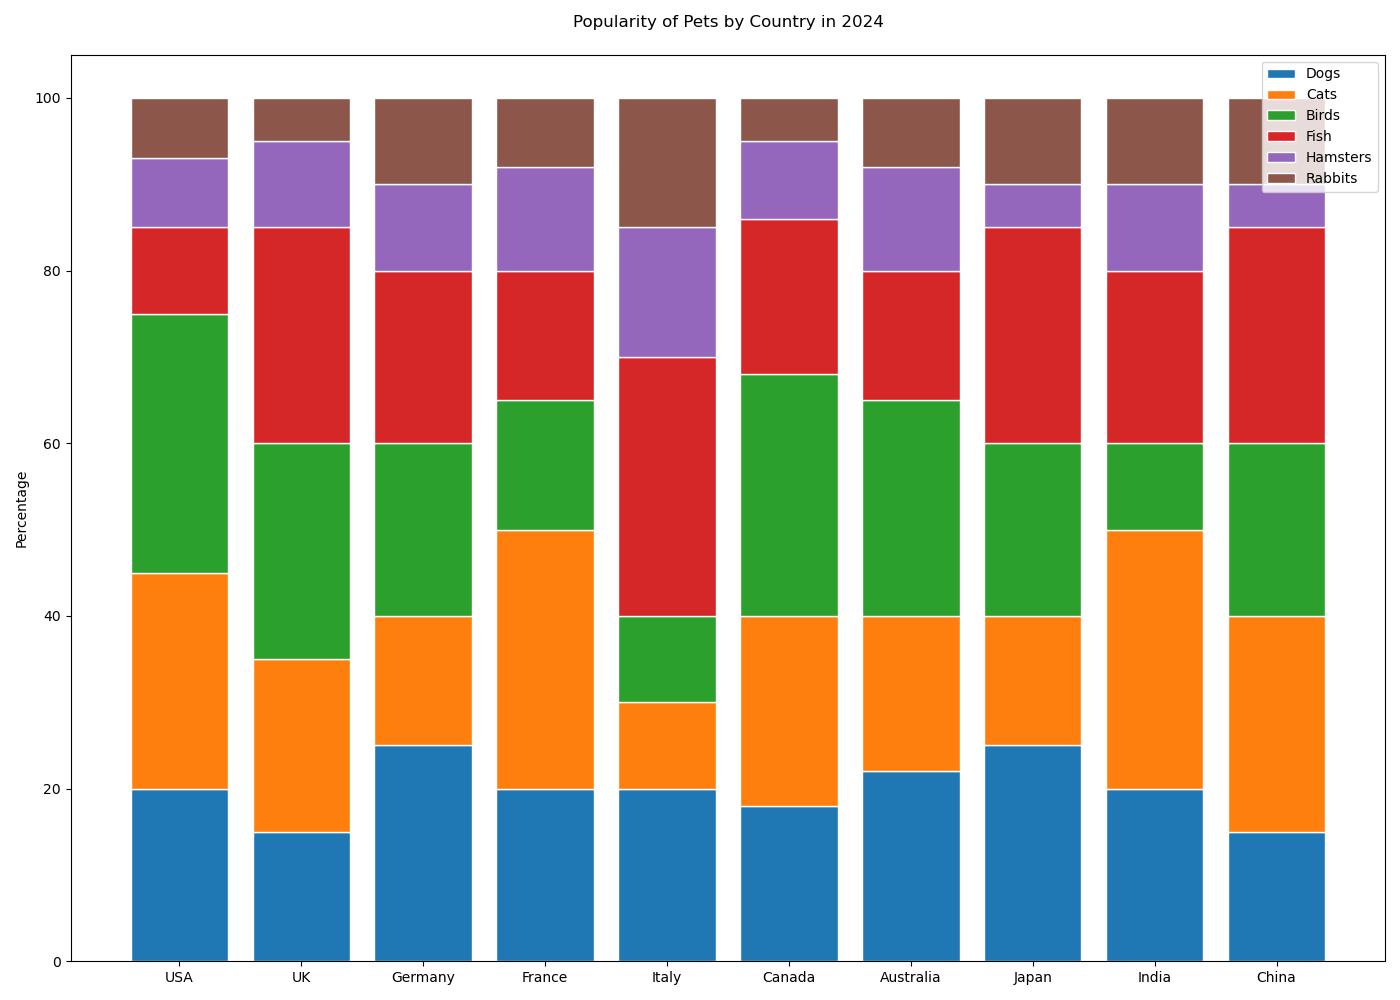 Popularity of Pets by Country in 2024
Dogs
Cats
Birds
Fish
Hamsters
Rabbits
100
80
60
40
20
0
Percentage
USA UK Germany France Italy Canada Australia Japan India China